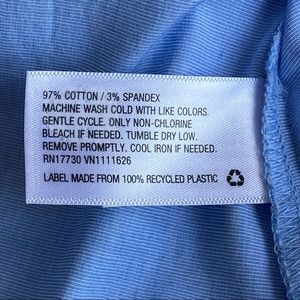 97% COTTON / 3% SPANDEX
MACHINE WASH COLD WITH LIKE COLORS.
GENTLE CYCLE. ONLY NON-CHLORINE
BLEACH IF NEEDED. TUMBLE DRY LOW.
REMOVE PROMPTLY. COOL IRON IF NEEDED.
RN17730 VN1111626
LABEL MADE FROM 100% RECYCLED PLASTIC